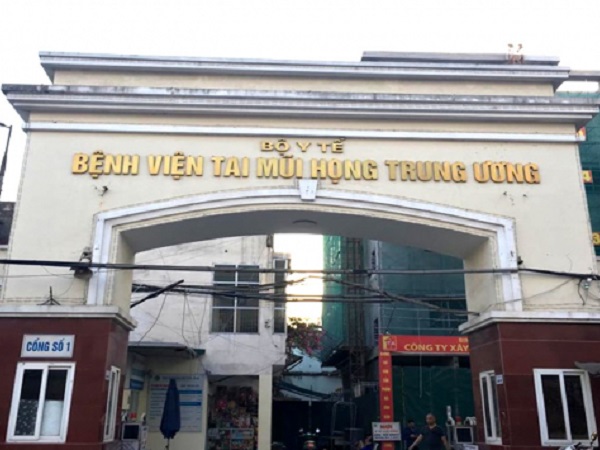 BỘ Y TẾ
BỆNH VIỆN TAI MŨI HỌNG TRUNG ƯƠNG
CỔNG SỐ 1
CÔNG TY XÂY